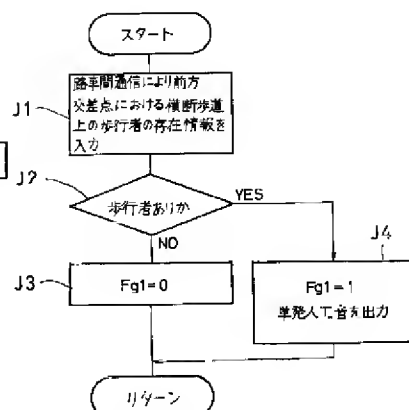 スタート
J1
路車間通信により前方
交差点における横断歩道
上の歩行者の存在情報を
入力
J2
歩行者ありか
YES
NO
J3
Fg1=0
J4
Fg1=1
単発人工音を出力
リターン